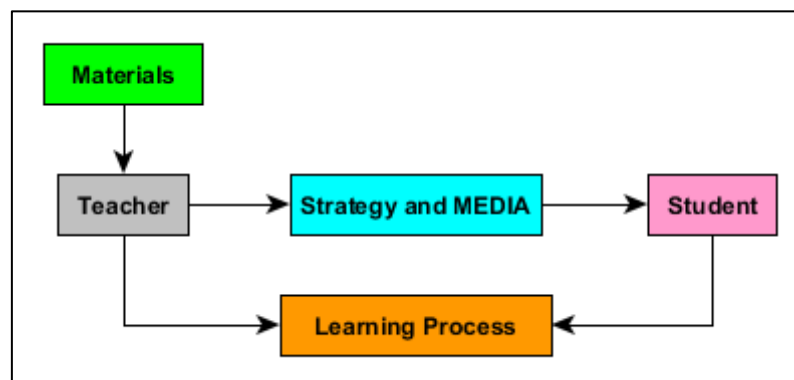 Materials
Teacher
Strategy and MEDIA
Student
Learning Process